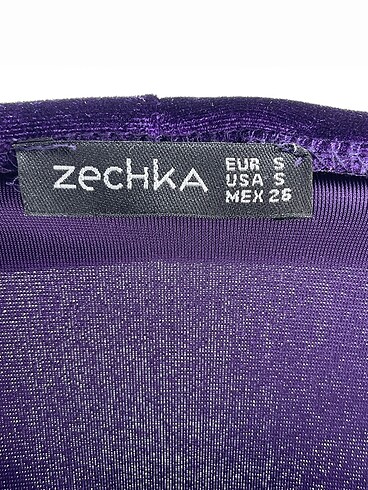 zechka
EUR S
USA S
MEX 26